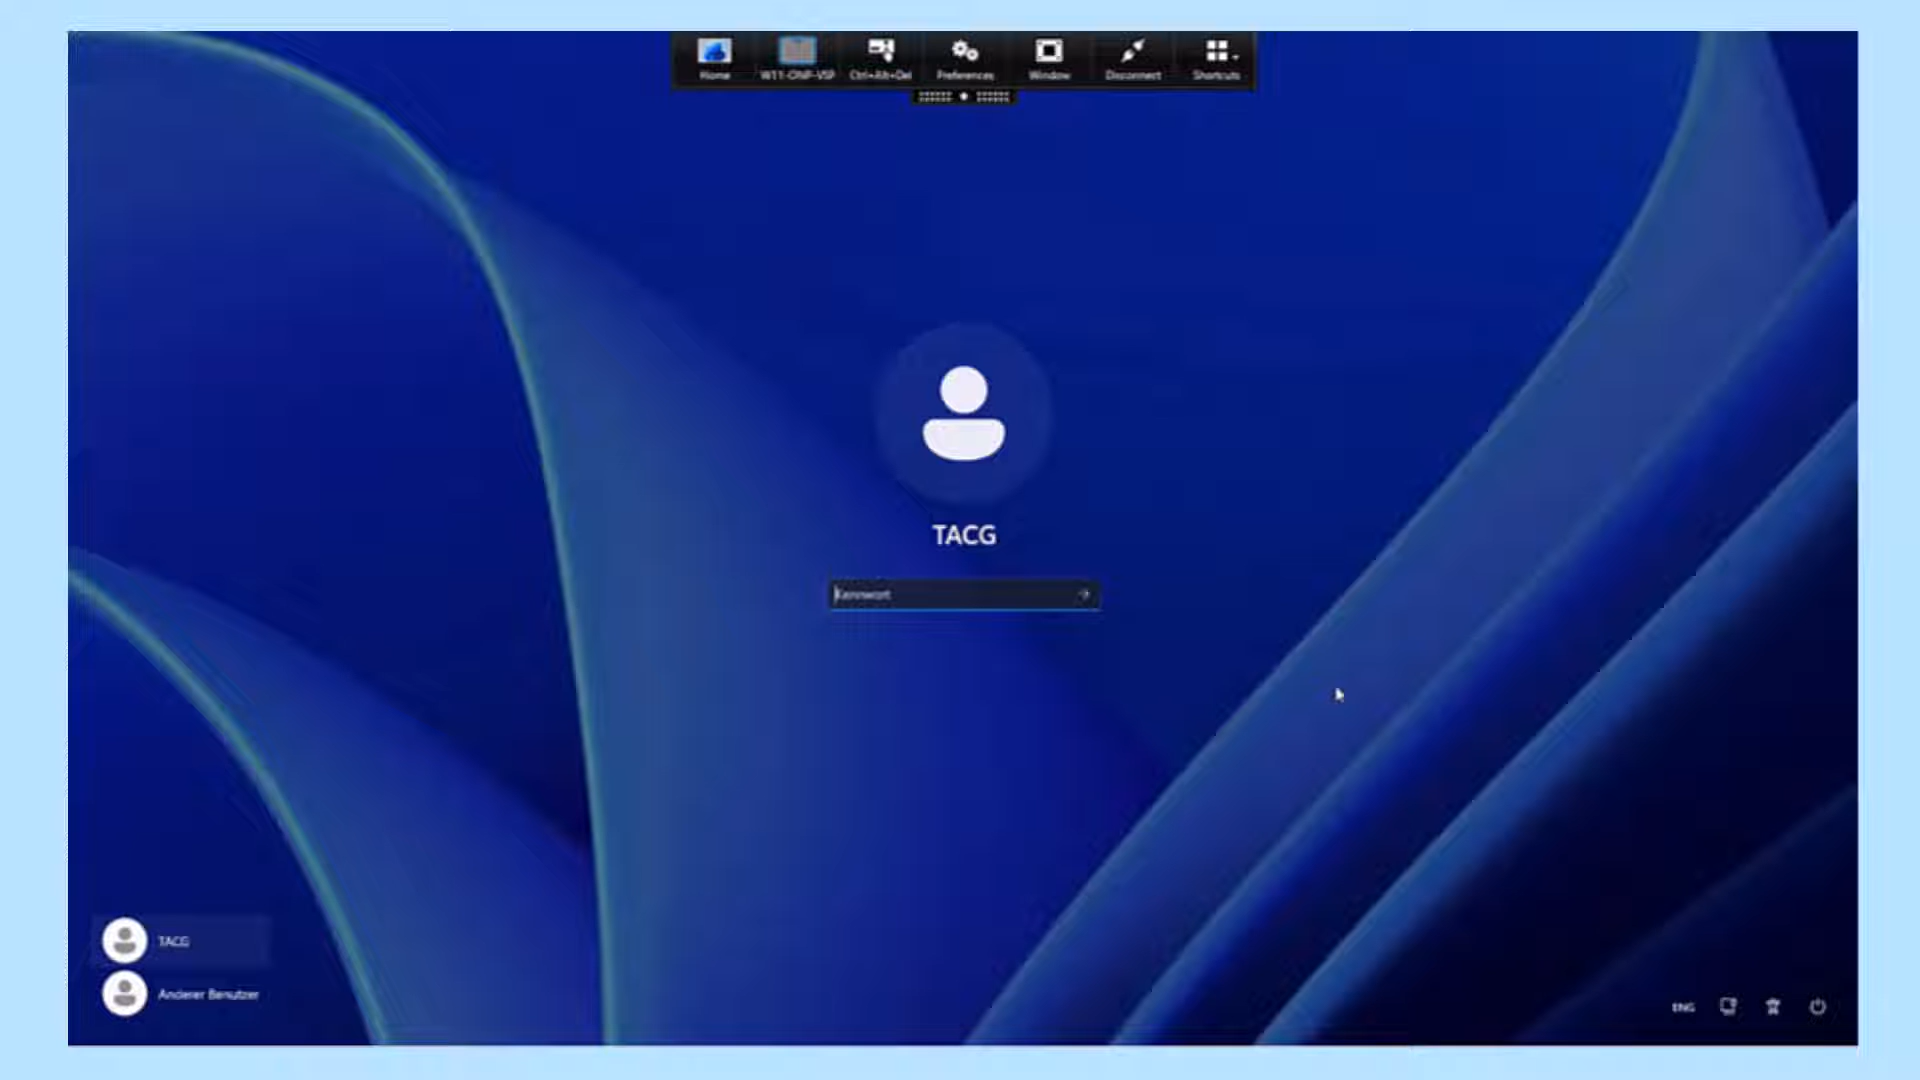 Home
W11-ONP-VSP
Ctrl+Alt+Del
Preferences
Window
Disconnect
Shortcuts
TACG
Kennwort
TACG
Anderer Benutzer
ENG